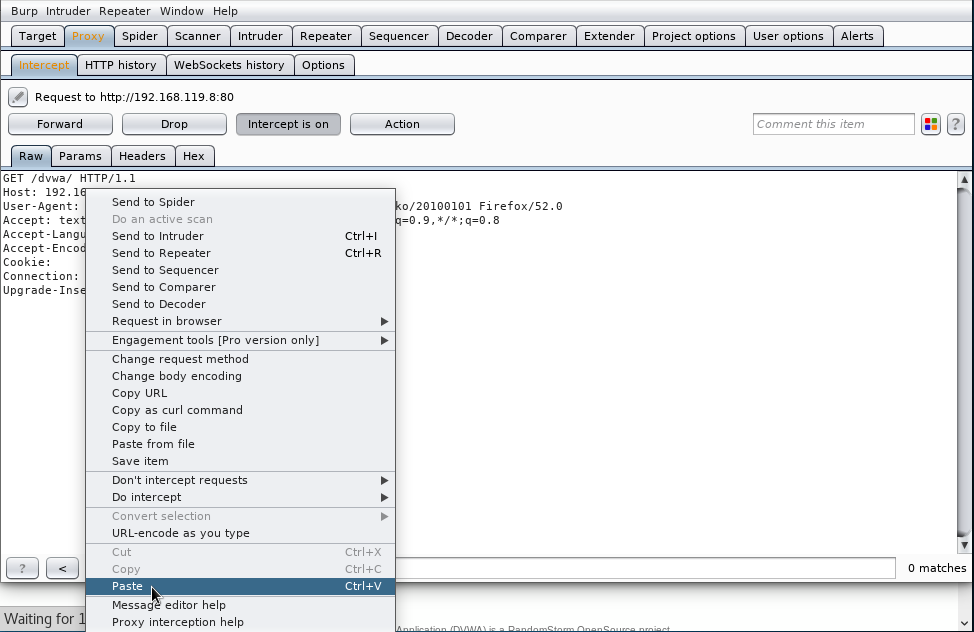 Burp Intruder Repeater Window Help
Target Proxy Spider Scanner Intruder Repeater Sequencer Decoder Comparer Extender Project options User options Alerts
Intercept HTTP history WebSockets history Options
Request to http://192.168.119.8:80
Forward Drop Intercept is on Action Comment this item ?
Raw Params Headers Hex
GET /dvwa/ HTTP/1.1
Host: 192.16
User-Agent: ko/20100101 Firefox/52.0
Accept: text q=0.9,*/*;q=0.8
Accept-Langu
Accept-Encod
Cookie:
Connection:
Upgrade-Inse
Send to Spider
Do an active scan
Send to Intruder Ctrl+I
Send to Repeater Ctrl+R
Send to Sequencer
Send to Comparer
Send to Decoder
Request in browser
Engagement tools [Pro version only]
Change request method
Change body encoding
Copy URL
Copy as curl command
Copy to file
Paste from file
Save item
Don't intercept requests
Do intercept
Convert selection
URL-encode as you type
Cut Ctrl+X
Copy Ctrl+C
Paste Ctrl+V
Message editor help
Proxy interception help
? < 0 matches
Waiting for 1
Application (DVWA) is a RandomStorm OpenSource project